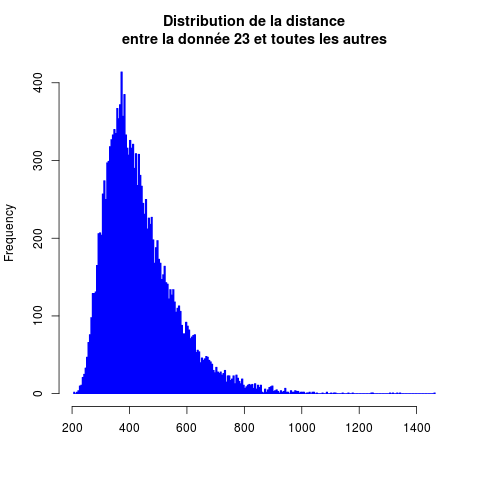 Distribution de la distance
entre la donnée 23 et toutes les autres
Frequency
400
300
200
100
0
200 400 600 800 1000 1200 1400